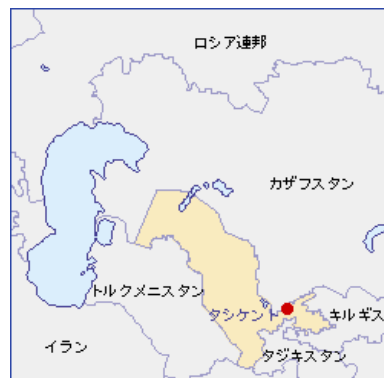 ロシア連邦
カザフスタン
トルクメニスタン
タシケント
キルギス
イラン
タジキスタン